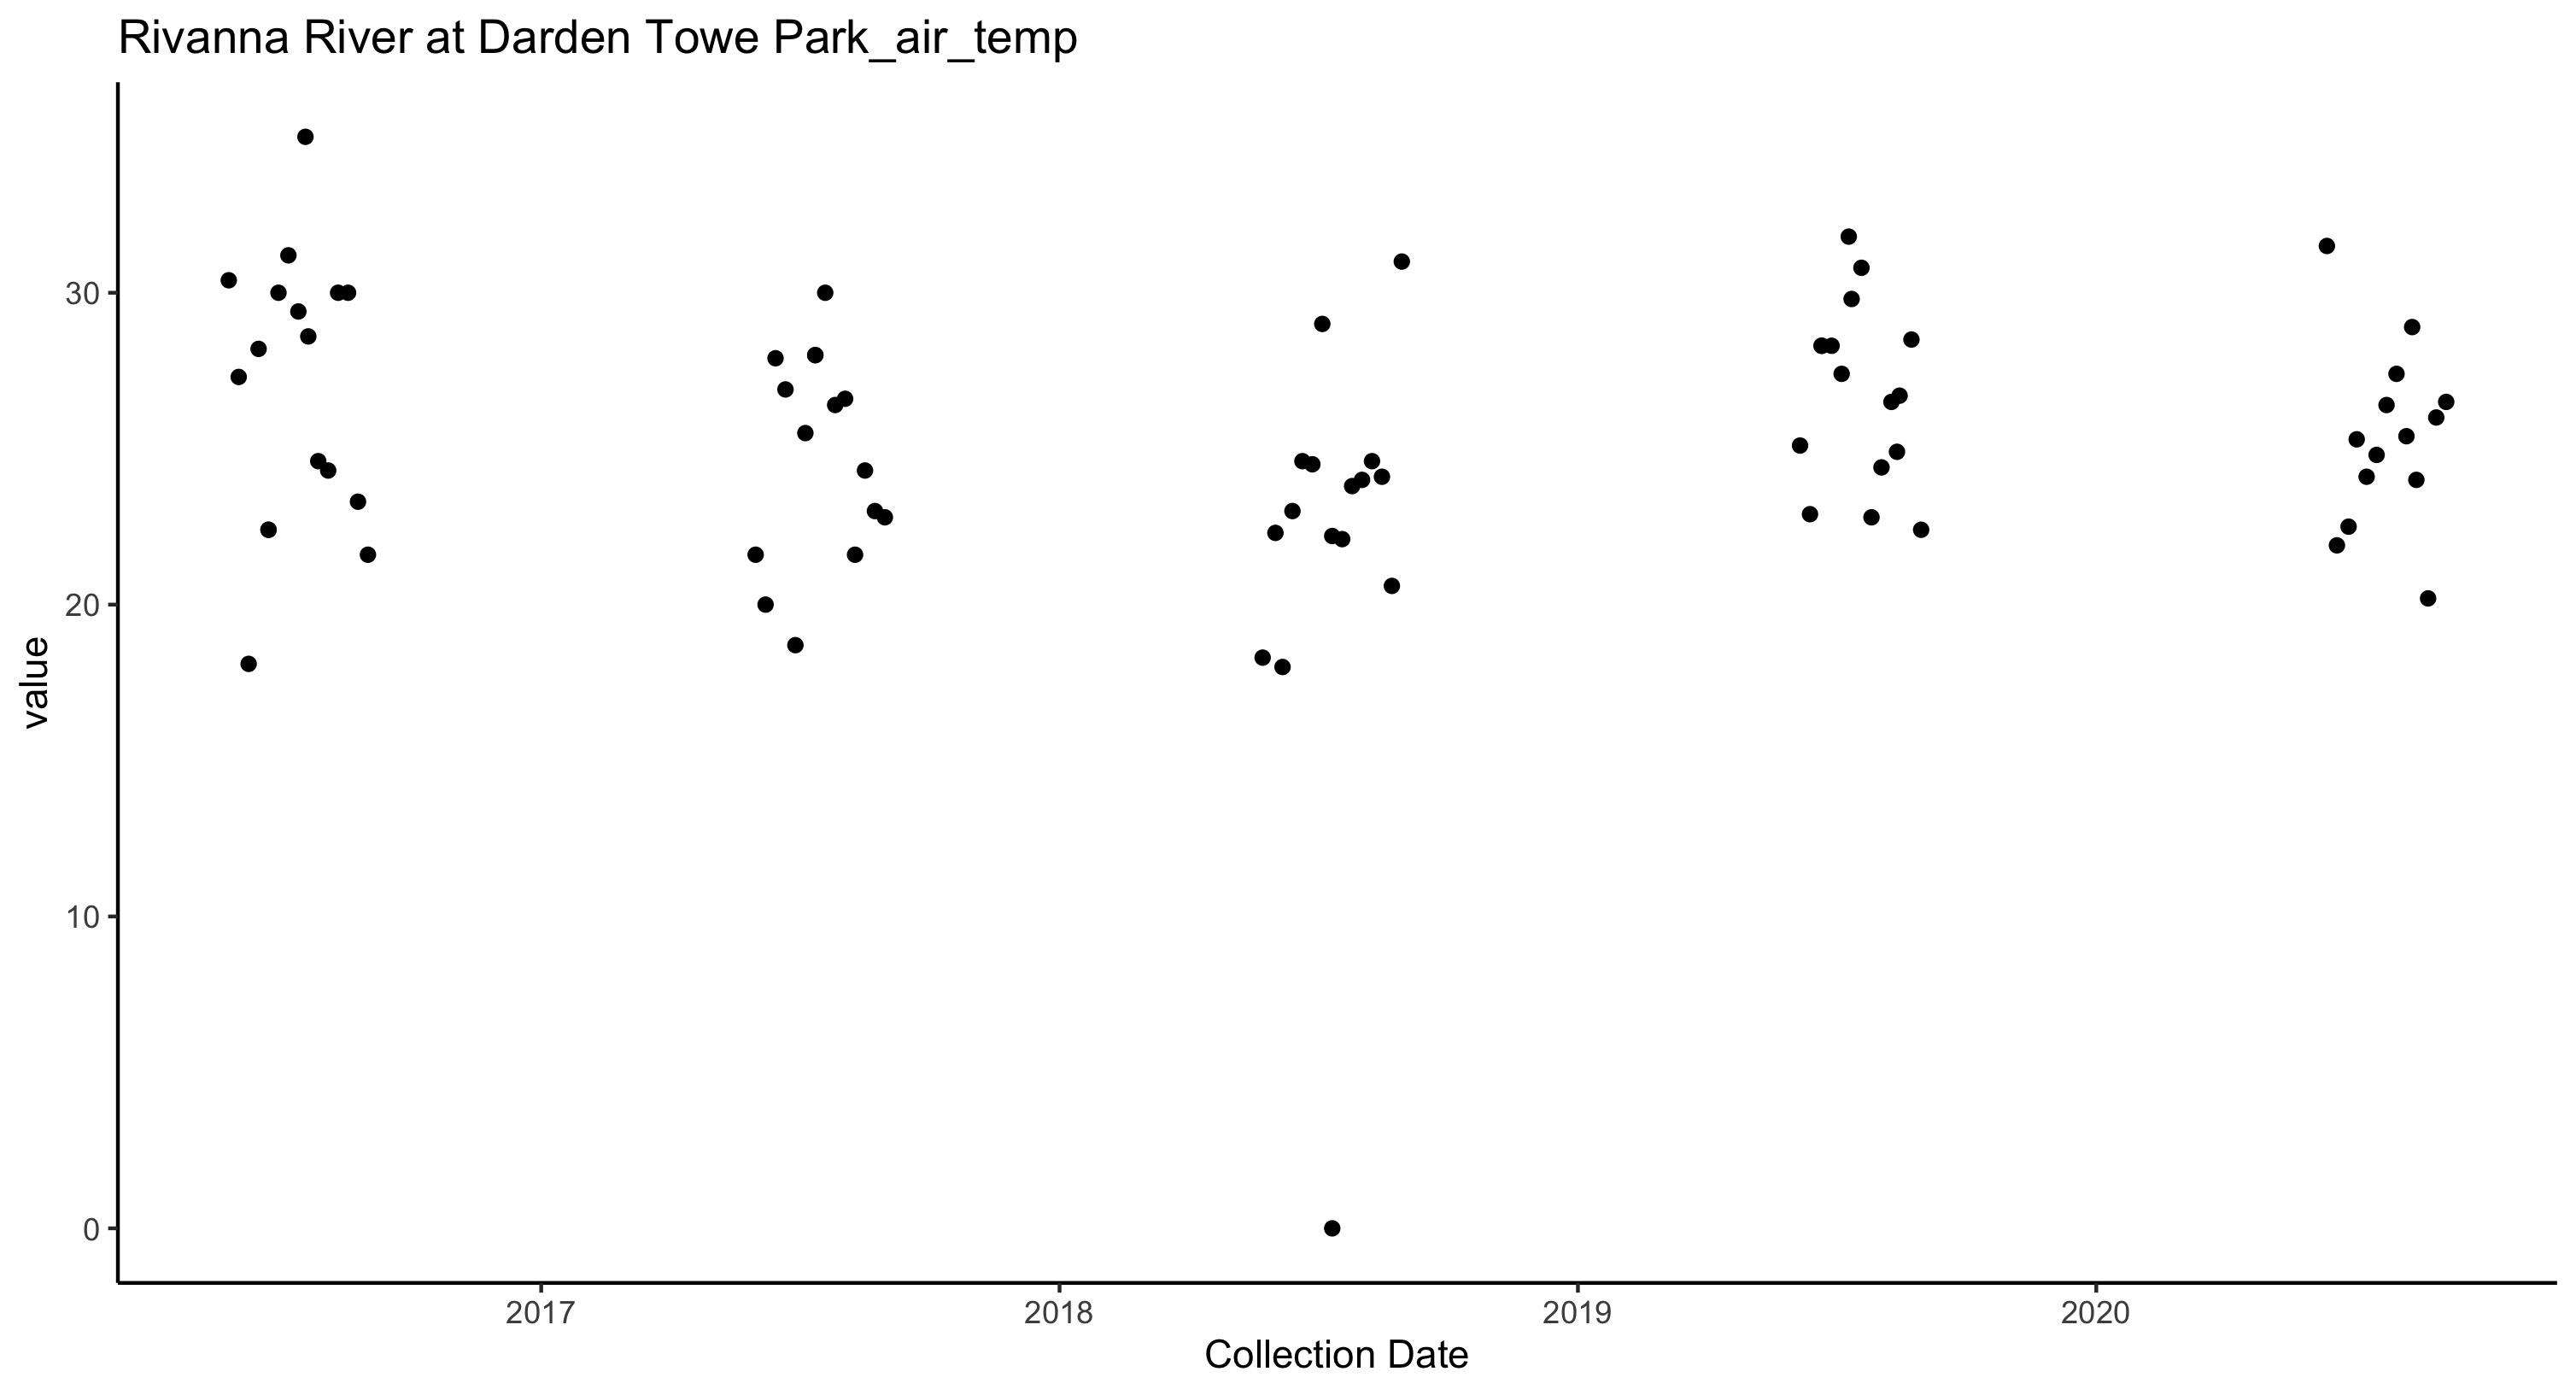 Rivanna River at Darden Towe Park_air_temp
30
20
10
0
value
2017 2018 2019 2020
Collection Date